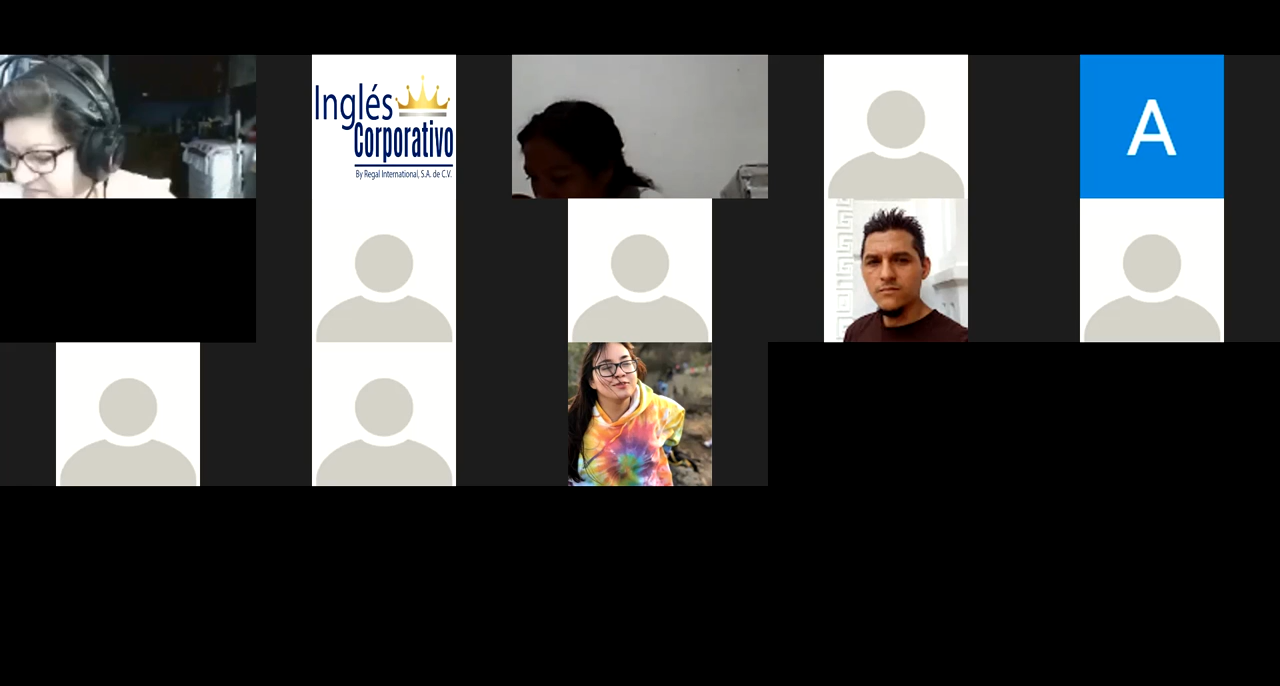 Inglés
Corporativo
By Regal International, S.A. de C.V.
A